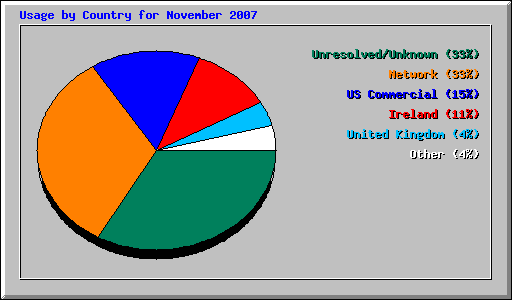 Usage by Country for November 2007
Unresolved/Unknown (33%)
Network (33%)
US Commercial (15%)
Ireland (11%)
United Kingdom (4%)
Other (4%)